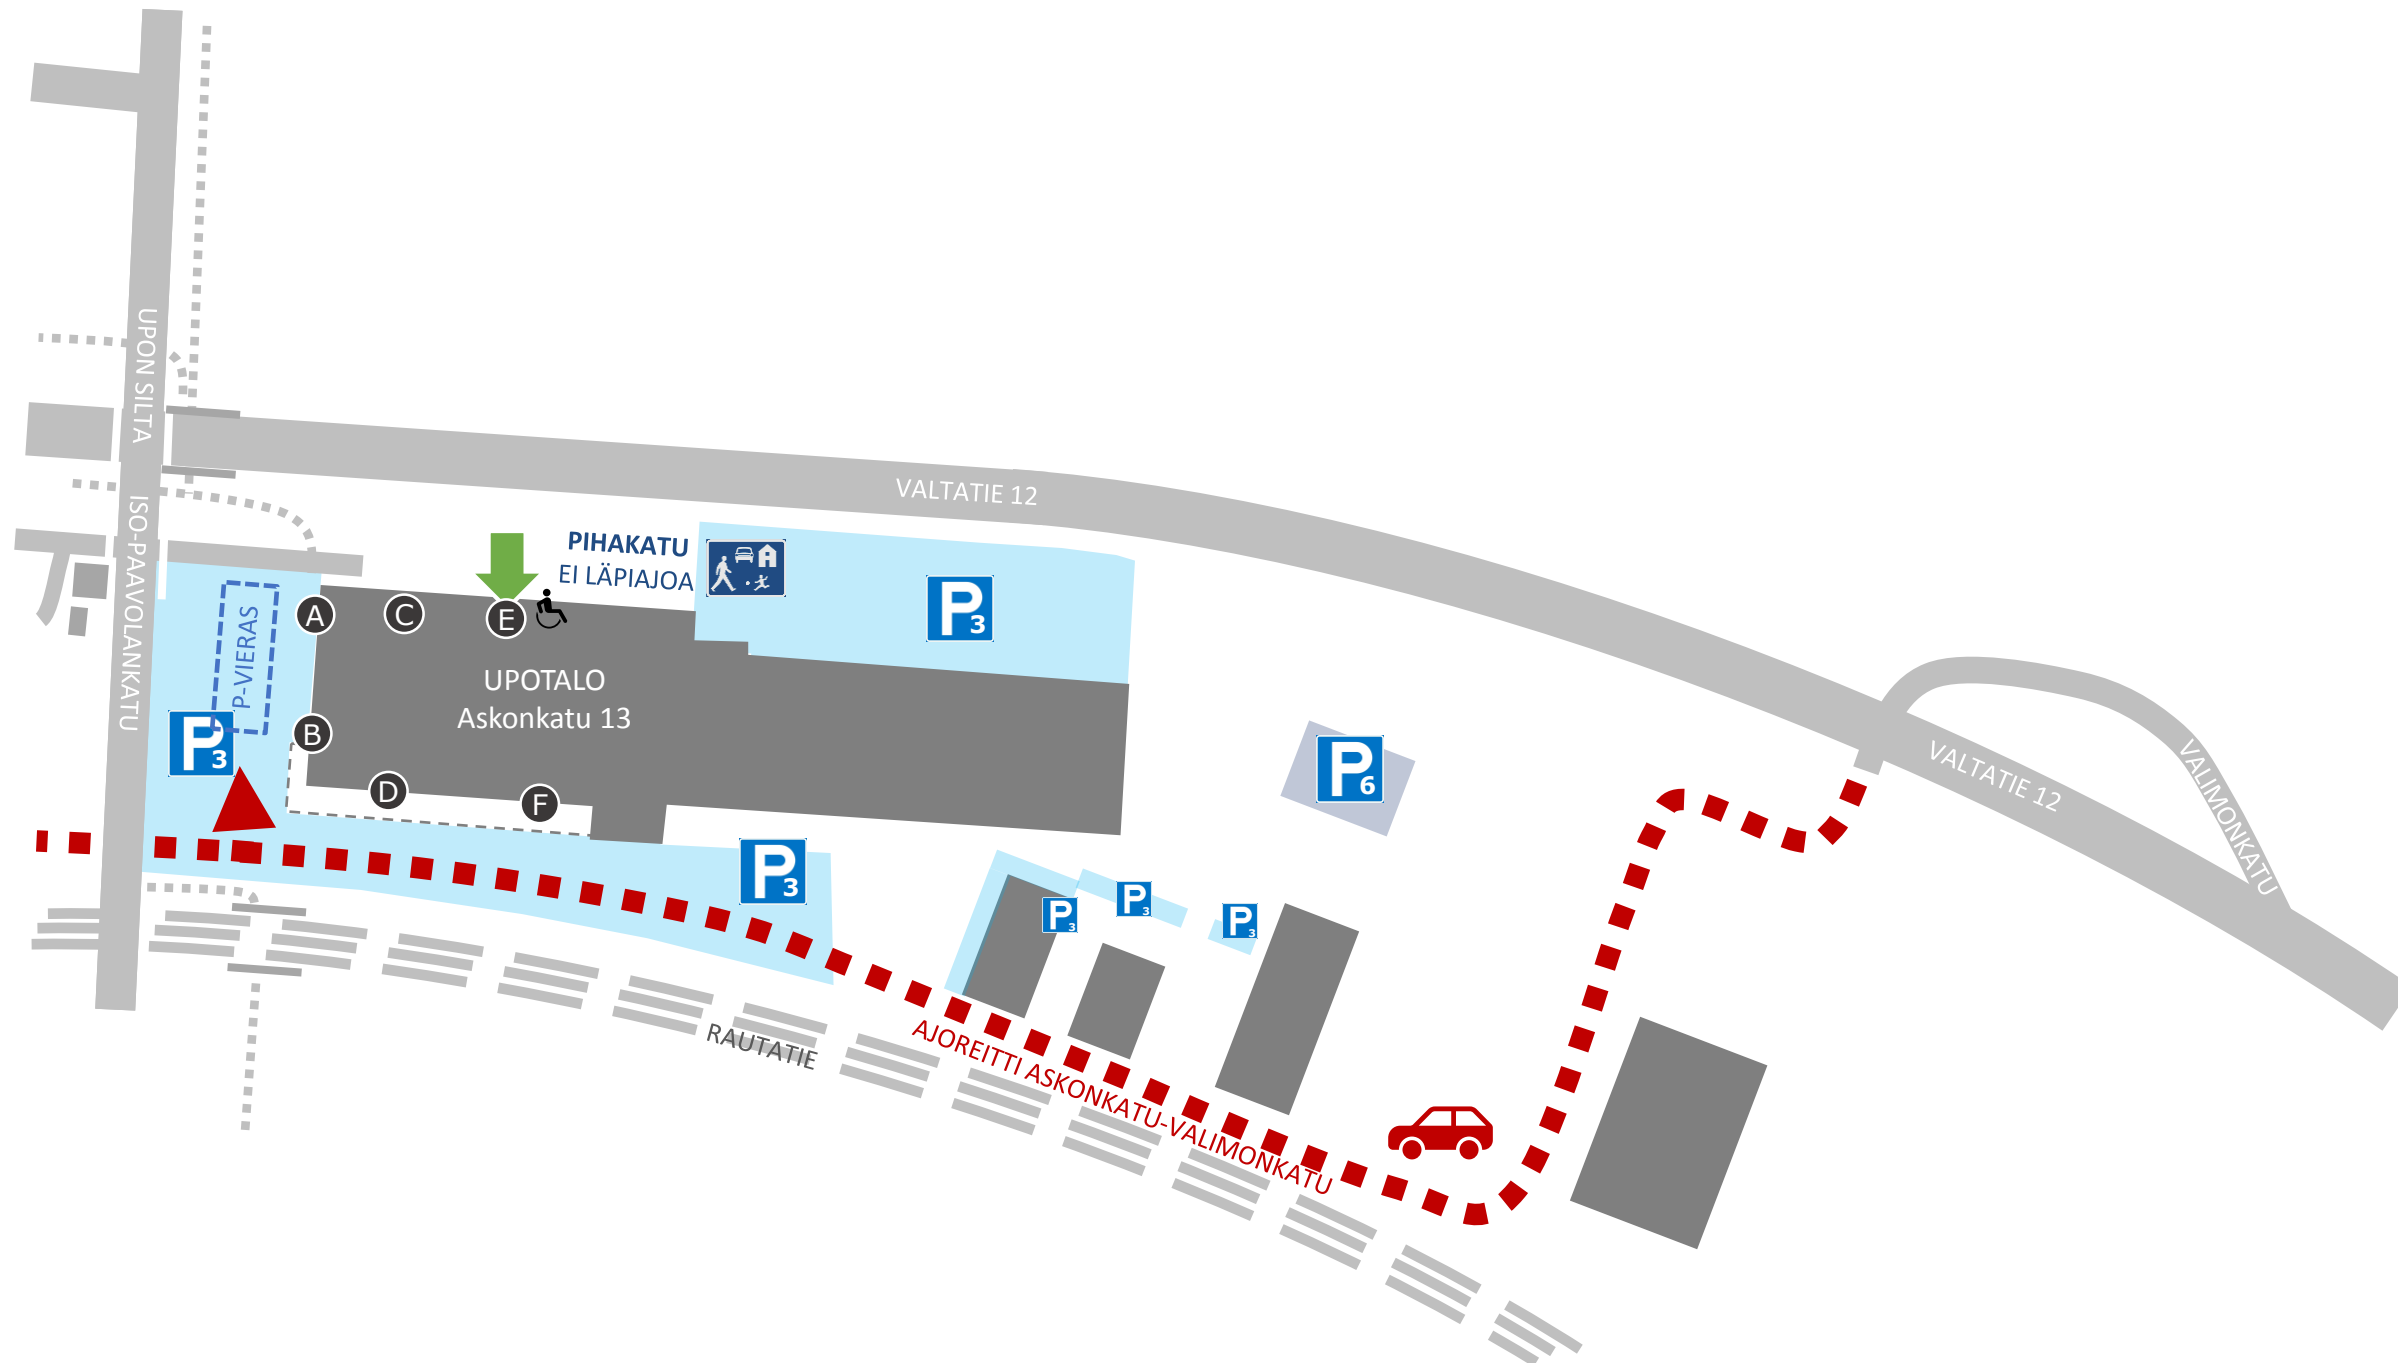 UPON SILTA
ISO-PAAVOLANKATU
VALTATIE 12
PIHAKATU
EI LÄPIAJOA
P-VIERAS
A
C
E
B
D
F
UPOTALO
Askonkatu 13
P3
P3
P3
P3
P3
P3
P6
VALTATIE 12
VALIMONKATU
RAUTATIE
AJOREITTI ASKONKATU-VALIMONKATU